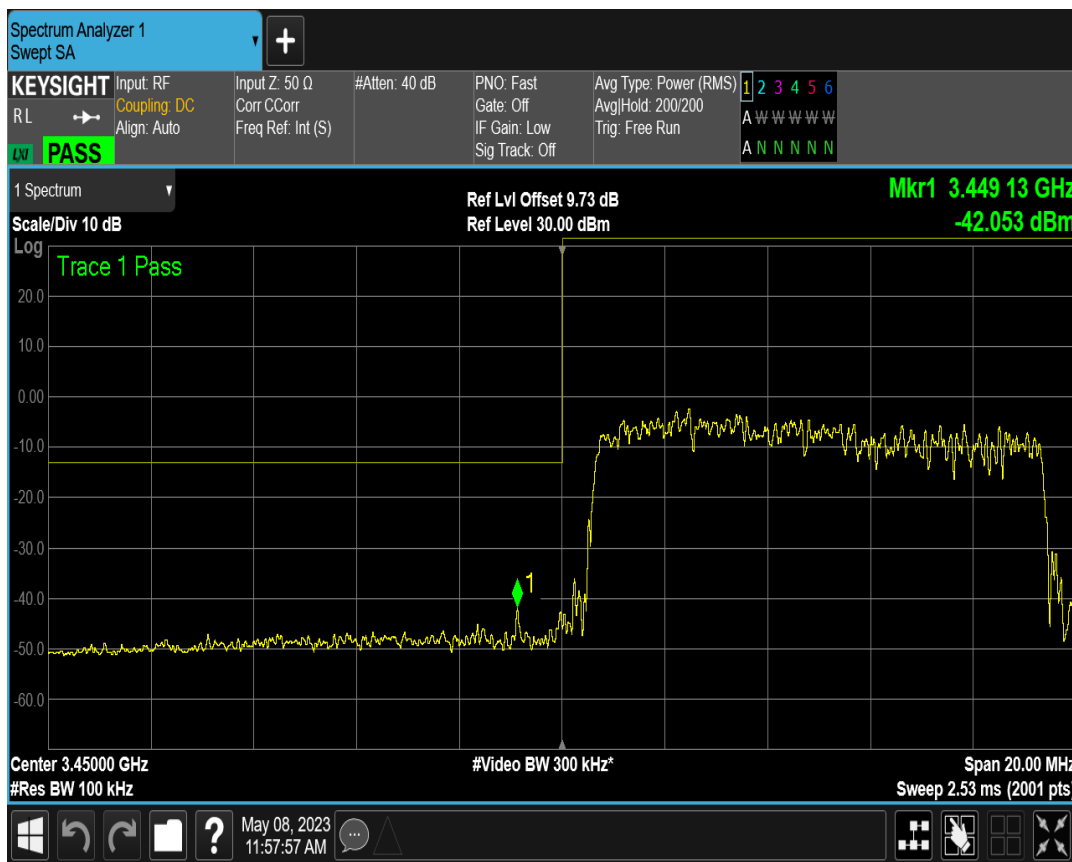 Spectrum Analyzer 1
Swept SA
+
KEYSIGHT
RL
LXI PASS
Input: RF
Coupling: DC
Align: Auto
Input Z: 50 Ω
Corr CCorr
Freq Ref: Int (S)
#Atten: 40 dB
PNO: Fast
Gate: Off
IF Gain: Low
Sig Track: Off
Avg Type: Power (RMS)
Avg|Hold: 200/200
Trig: Free Run
1 2 3 4 5 6
A W W W W W
A N N N N N
1 Spectrum
Scale/Div 10 dB
Ref Lvl Offset 9.73 dB
Ref Level 30.00 dBm
Mkr1 3.449 13 GHz
-42.053 dBm
Log
Trace 1 Pass
20.0
10.0
0.00
-10.0
-20.0
-30.0
-40.0
-50.0
-60.0
1
Center 3.45000 GHz
#Res BW 100 kHz
#Video BW 300 kHz*
Span 20.00 MHz
Sweep 2.53 ms (2001 pts)
?
May 08, 2023
11:57:57 AM